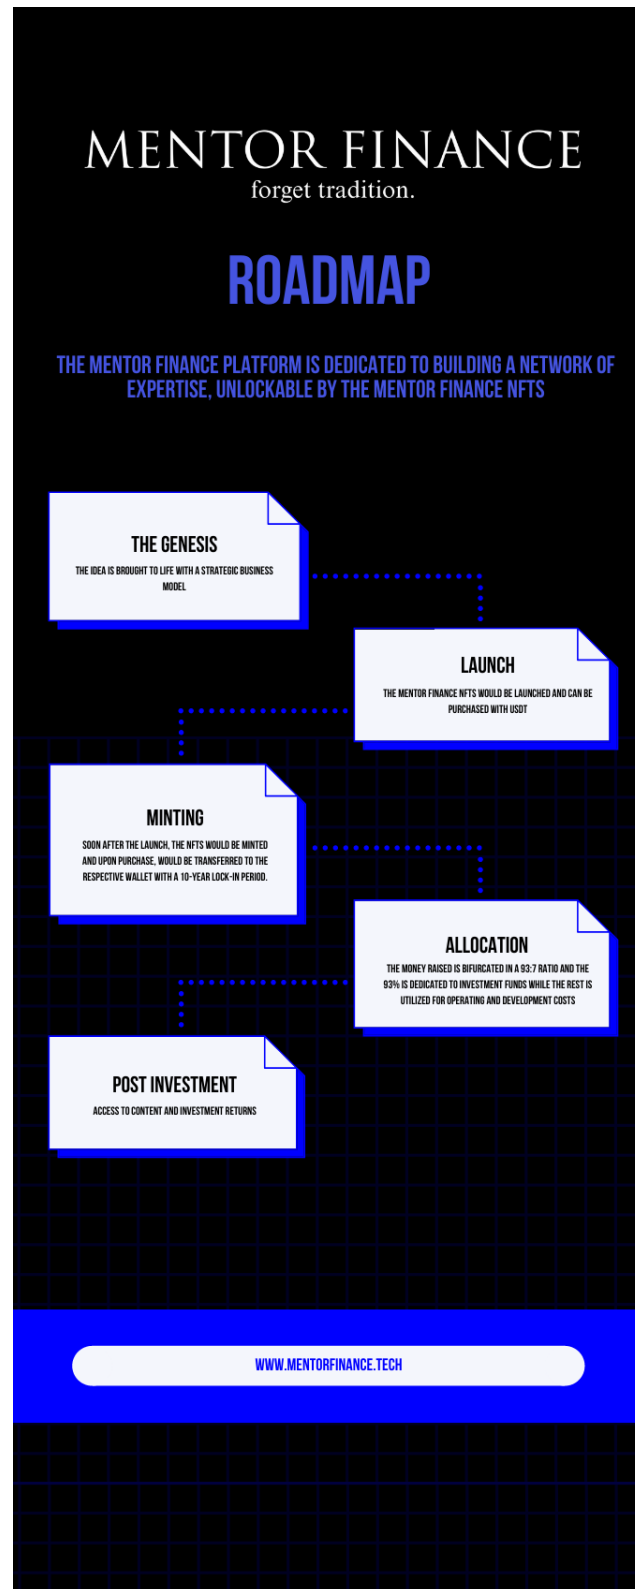 MENTOR FINANCE
forget tradition.
ROADMAP
THE MENTOR FINANCE PLATFORM IS DEDICATED TO BUILDING A NETWORK OF
EXPERTISE, UNLOCKABLE BY THE MENTOR FINANCE NFTS
THE GENESIS
THE IDEA IS BROUGHT TO LIFE WITH A STRATEGIC BUSINESS
MODEL
LAUNCH
THE MENTOR FINANCE NFTS WOULD BE LAUNCHED AND CAN BE
PURCHASED WITH USDT
MINTING
SOON AFTER THE LAUNCH, THE NFTS WOULD BE MINTED
AND UPON PURCHASE, WOULD BE TRANSFERRED TO THE
RESPECTIVE WALLET WITH A 10-YEAR LOCK-IN PERIOD.
ALLOCATION
THE MONEY RAISED IS BIFURCATED IN A 93:7 RATIO AND THE
93% IS DEDICATED TO INVESTMENT FUNDS WHILE THE REST IS
UTILIZED FOR OPERATING AND DEVELOPMENT COSTS
POST INVESTMENT
ACCESS TO CONTENT AND INVESTMENT RETURNS
WWW.MENTORFINANCE.TECH